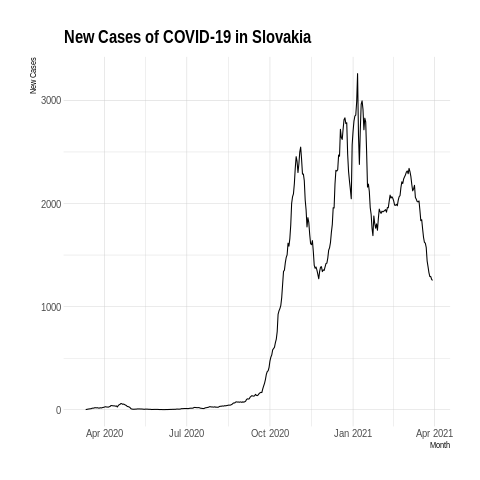 New Cases of COVID-19 in Slovakia
New Cases
3000
2000
1000
0
Apr 2020 Jul 2020 Oct 2020 Jan 2021 Apr 2021
Month